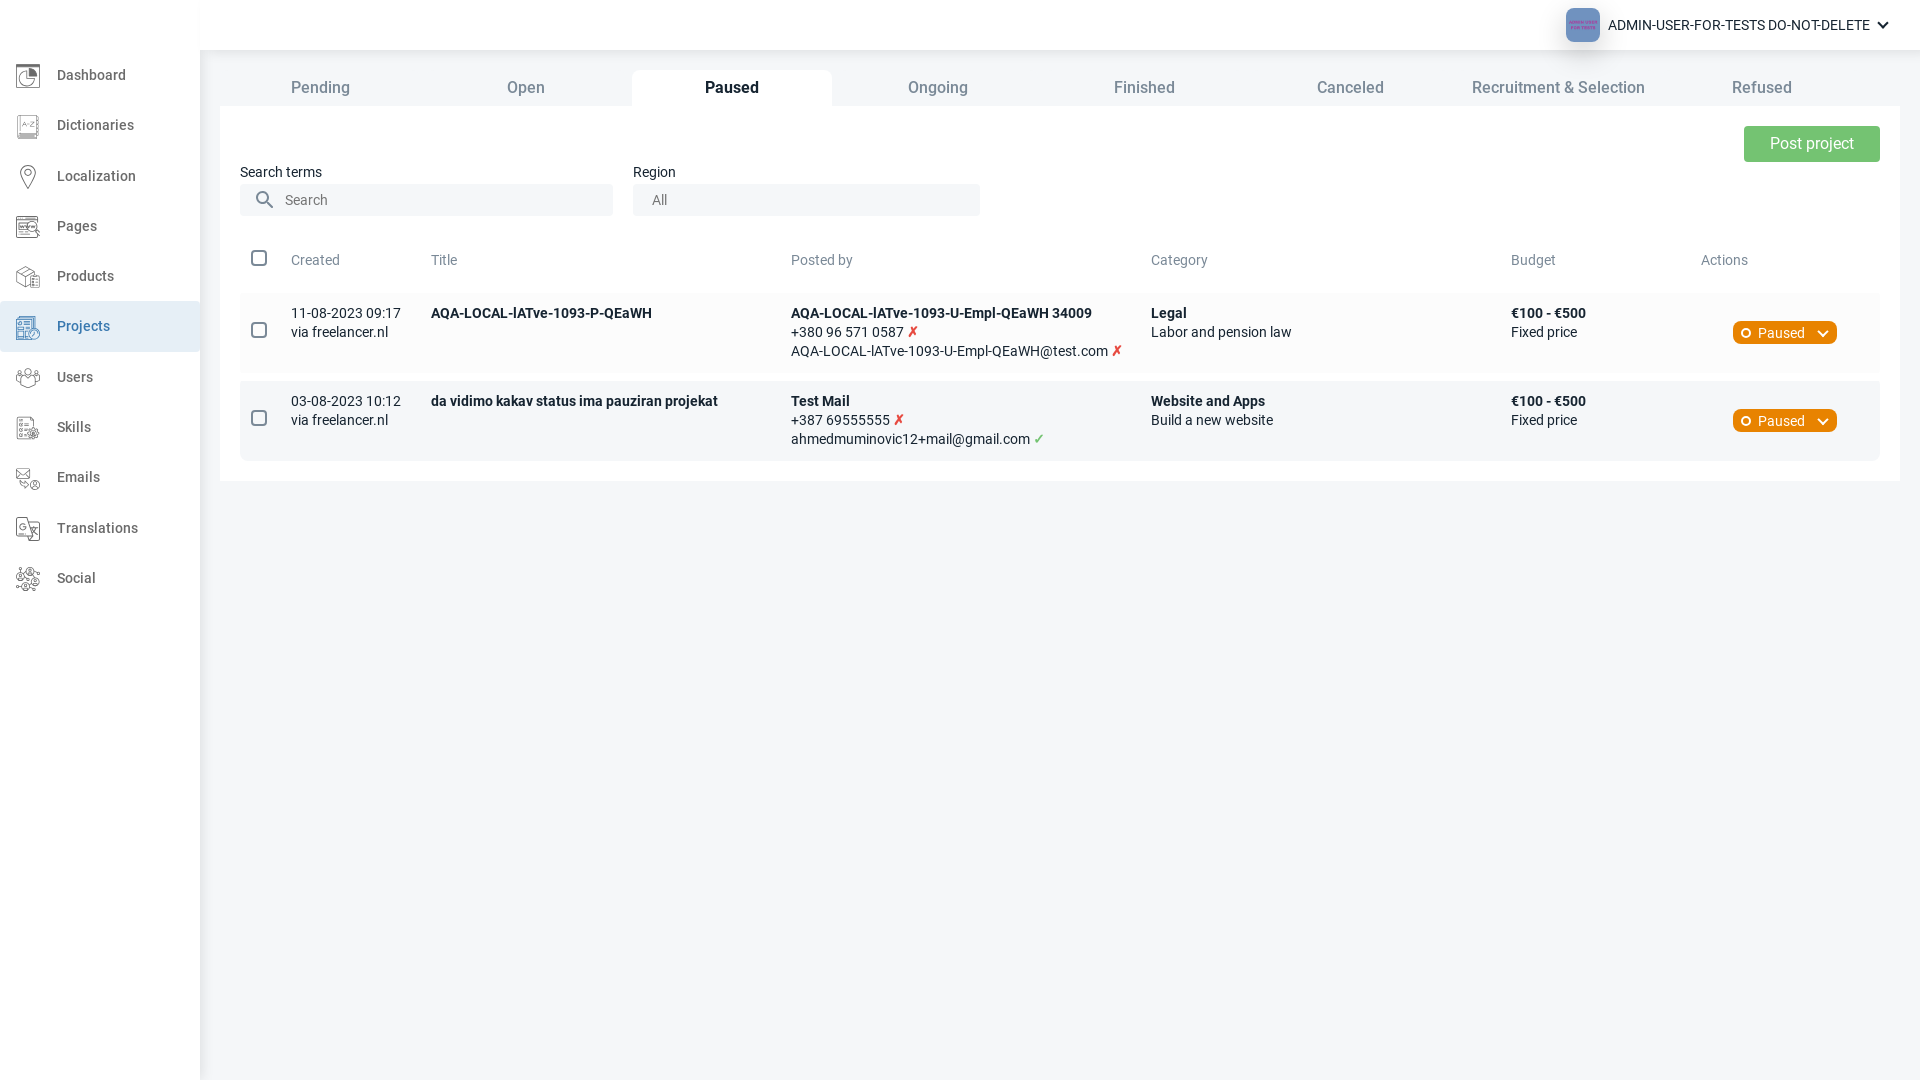 ADMIN-USER-FOR-TESTS DO-NOT-DELETE
Dashboard
Dictionaries
Localization
Pages
Products
Projects
Users
Skills
Emails
Translations
Social
Pending
Open
Paused
Ongoing
Finished
Canceled
Recruitment & Selection
Refused
Post project
Search terms
Region
Search
All
Created
Title
Posted by
Category
Budget
Actions
11-08-2023 09:17
via freelancer.nl
AQA-LOCAL-lATve-1093-P-QEaWH
AQA-LOCAL-lATve-1093-U-Empl-QEaWH 34009
+380 96 571 0587 ✗
AQA-LOCAL-lATve-1093-U-Empl-QEaWH@test.com ✗
Legal
Labor and pension law
€100 - €500
Fixed price
Paused
03-08-2023 10:12
via freelancer.nl
da vidimo kakav status ima pauziran projekat
Test Mail
+387 69555555 ✗
ahmedmuminovic12+mail@gmail.com ✓
Website and Apps
Build a new website
€100 - €500
Fixed price
Paused